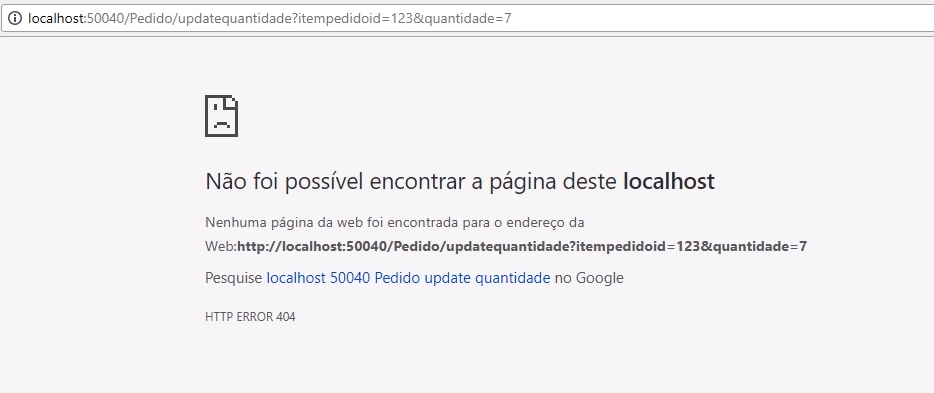 localhost:50040/Pedido/updatequantidade?itempedidoid=123&quantidade=7
Não foi possível encontrar a página deste localhost
Nenhuma página da web foi encontrada para o endereço da
Web:http://localhost:50040/Pedido/updatequantidade?itempedidoid=123&quantidade=7
Pesquise localhost 50040 Pedido update quantidade no Google
HTTP ERROR 404